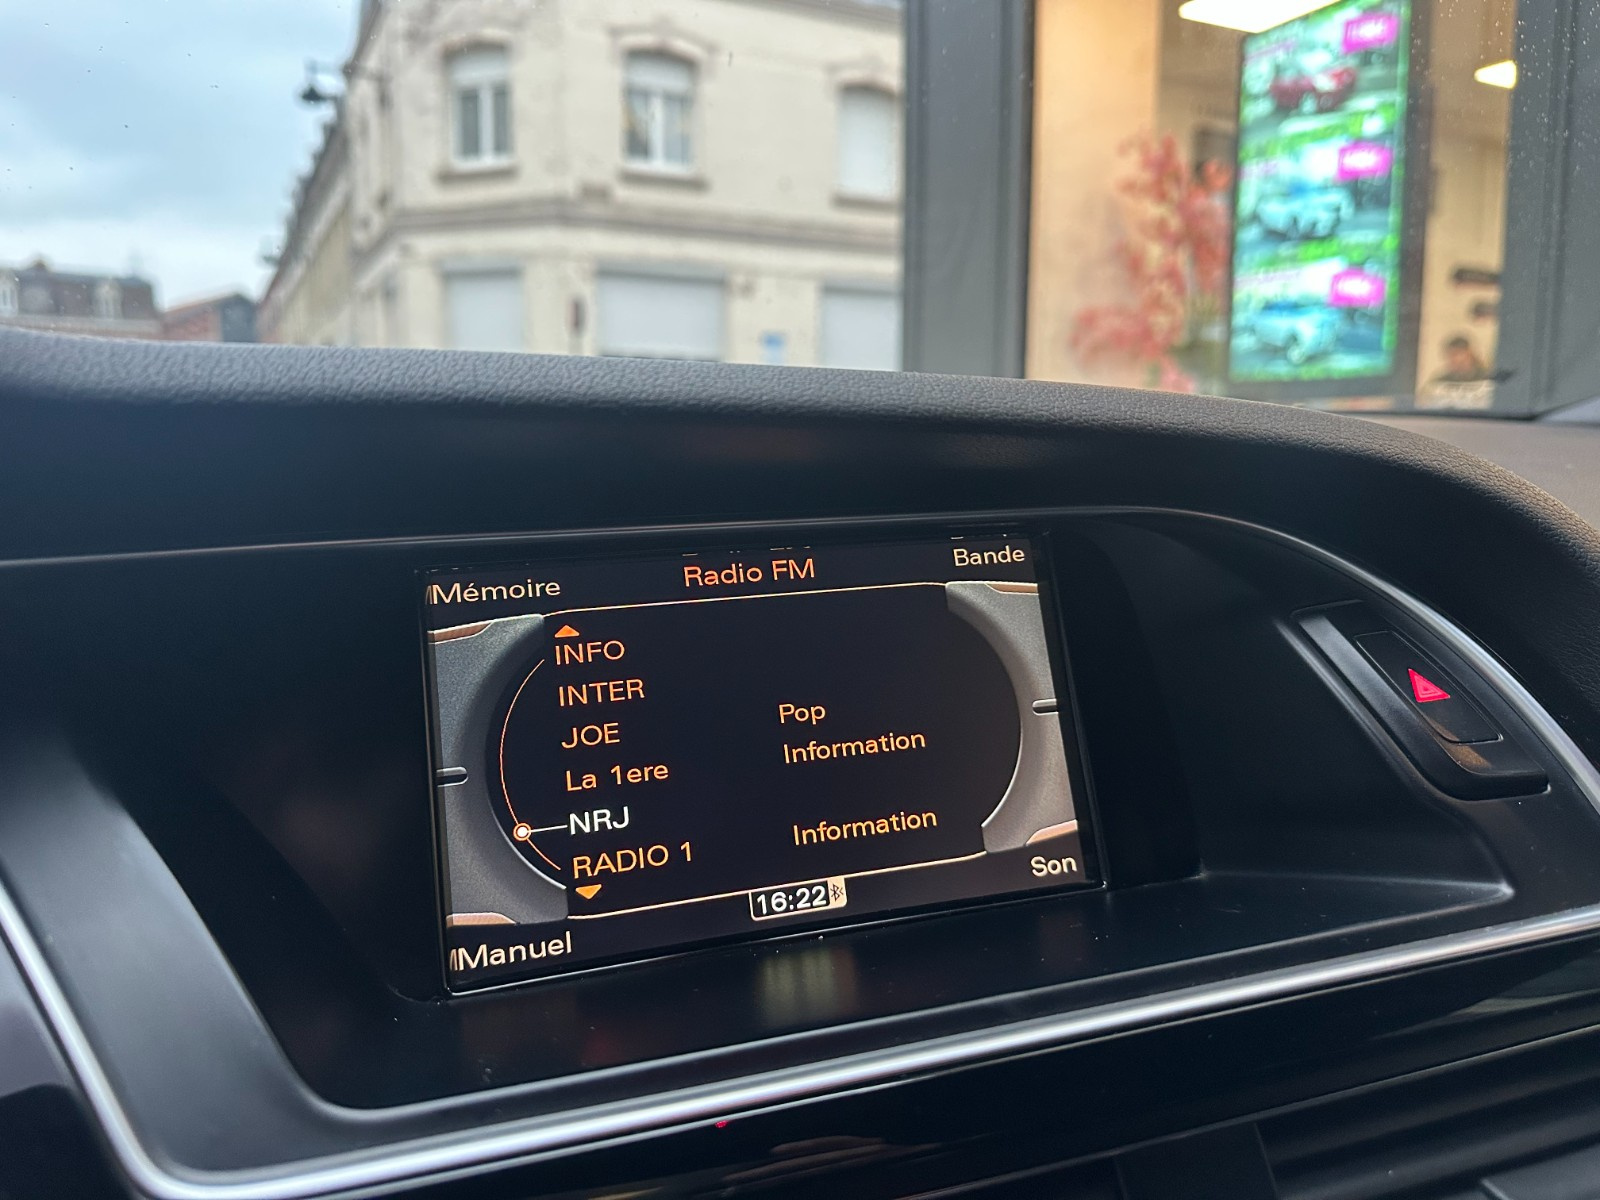 Mémoire
Radio FM
Bande
INFO
INTER
JOE Pop
La 1ere Information
NRJ
RADIO 1 Information
16:22
Son
Manuel